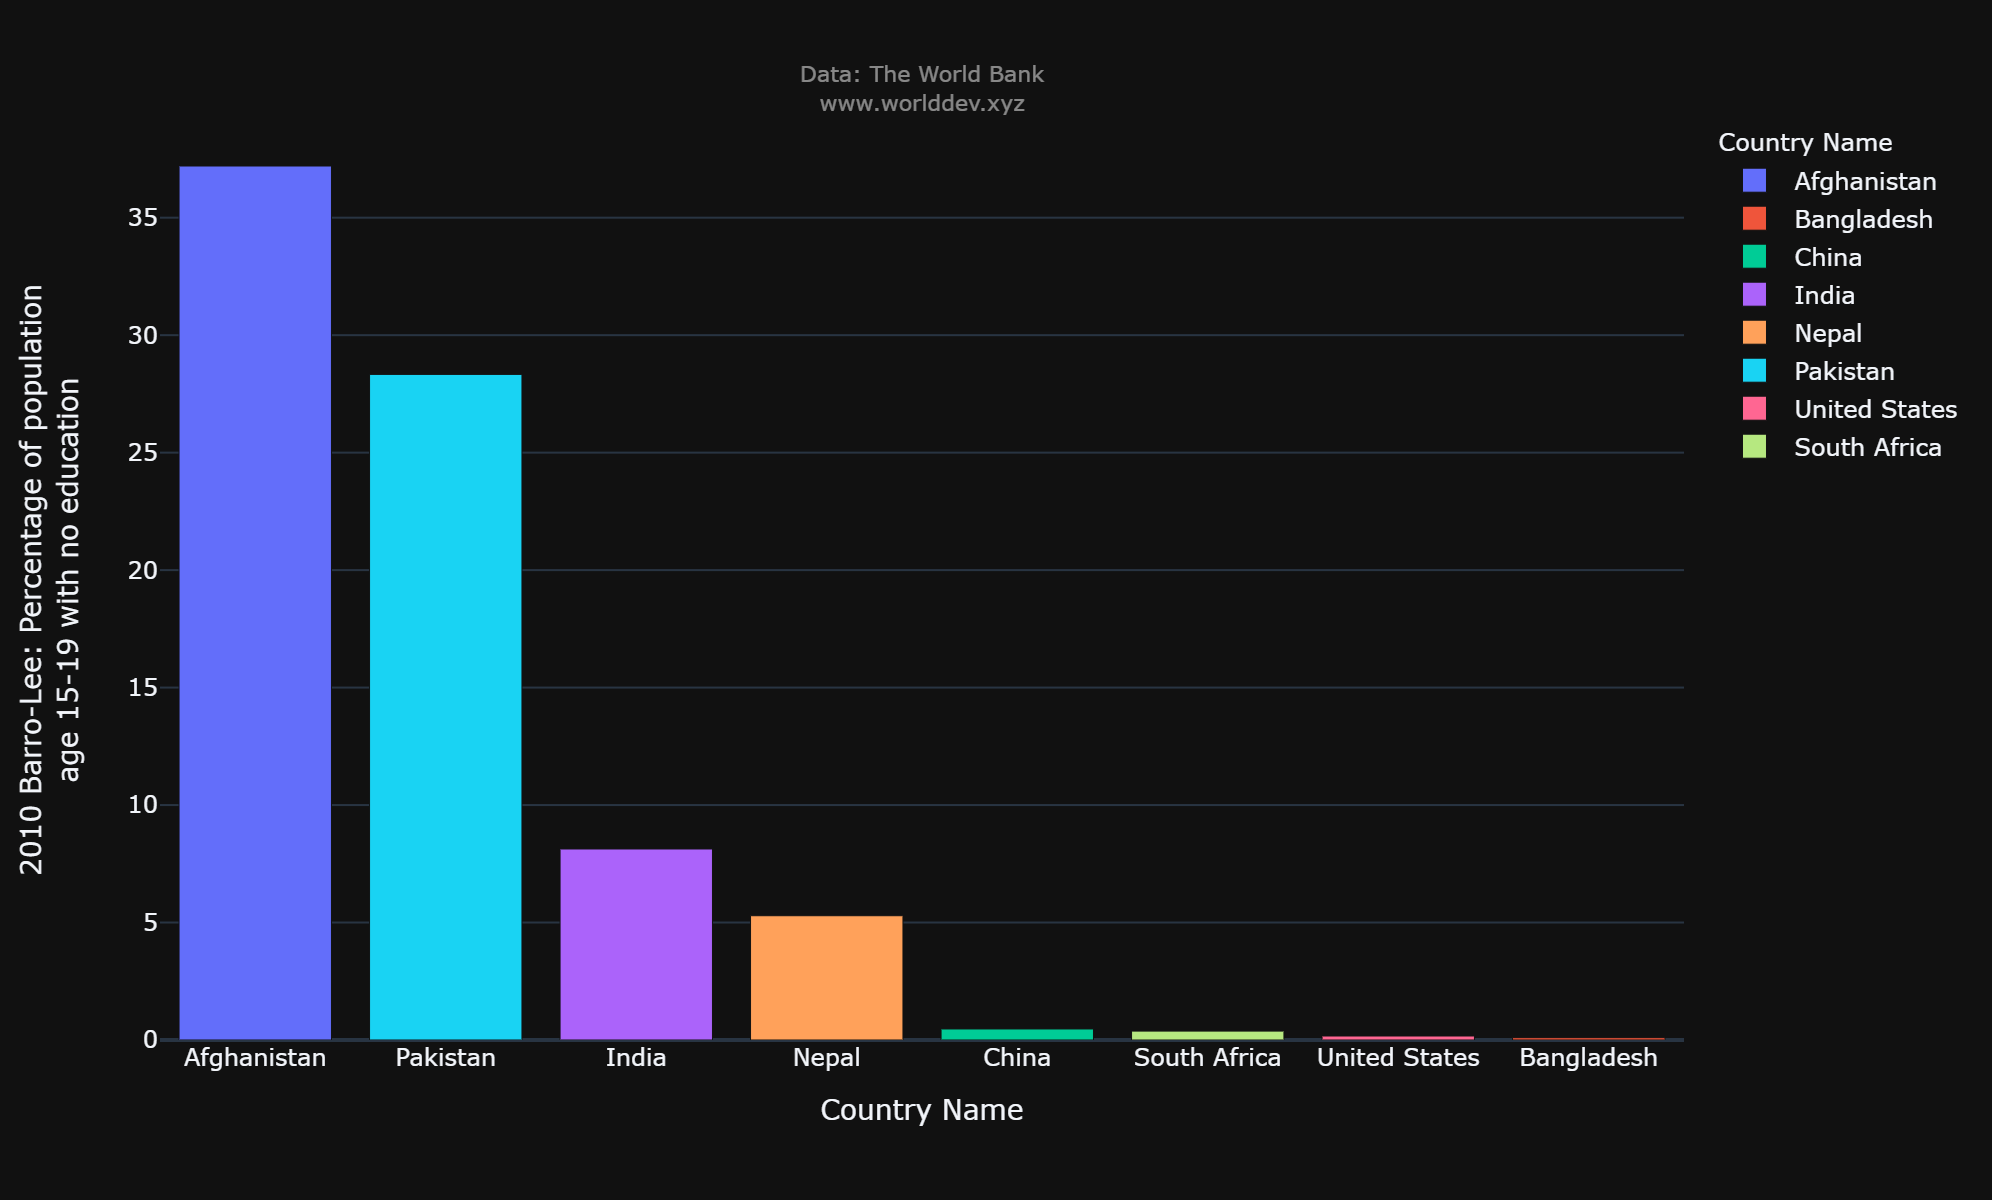 Data: The World Bank
www.worlddev.xyz
Country Name
Afghanistan
Bangladesh
China
India
Nepal
Pakistan
United States
South Africa
2010 Barro-Lee: Percentage of population
age 15-19 with no education
35
30
25
20
15
10
5
0
Afghanistan Pakistan India Nepal China South Africa United States Bangladesh
Country Name